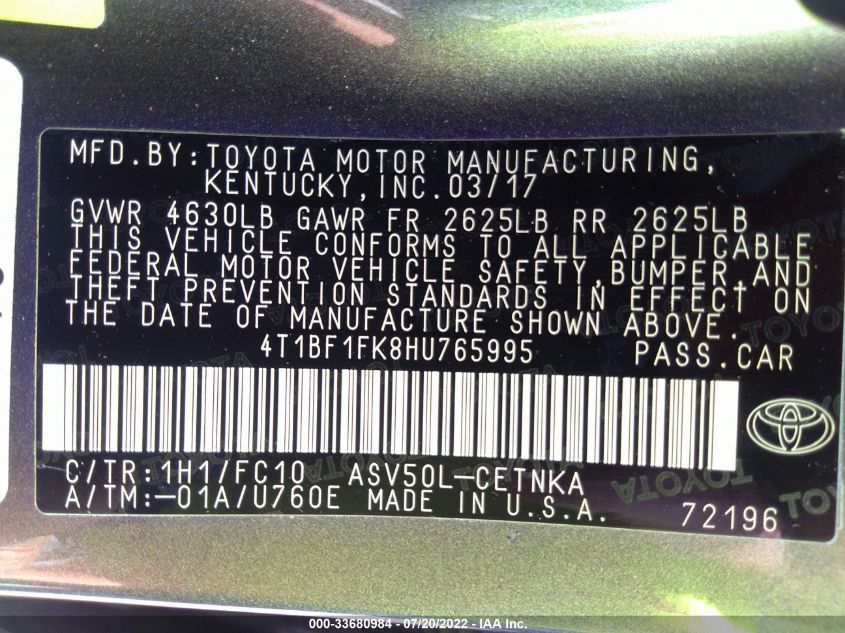 MFD.BY:TOYOTA MOTOR MANUFACTURING,
KENTUCKY,INC.03/17
GVWR 4630LB GAWR FR 2625LB RR 2625LB
THIS VEHICLE CONFORMS TO ALL APPLICABLE
FEDERAL MOTOR VEHICLE SAFETY,BUMPER,AND
THEFT PREVENTION STANDARDS IN EFFECT ON
THE DATE OF MANUFACTURE SHOWN ABOVE.
4T1BF1FK8HU765995 PASS.CAR
C/TR:1H1/FC10 ASV50L-CETNKA
A/TM:-01A/U760E MADE IN U.S.A.
72196
TOYOTA
000-33680984 - 07/20/2022 - IAA Inc.